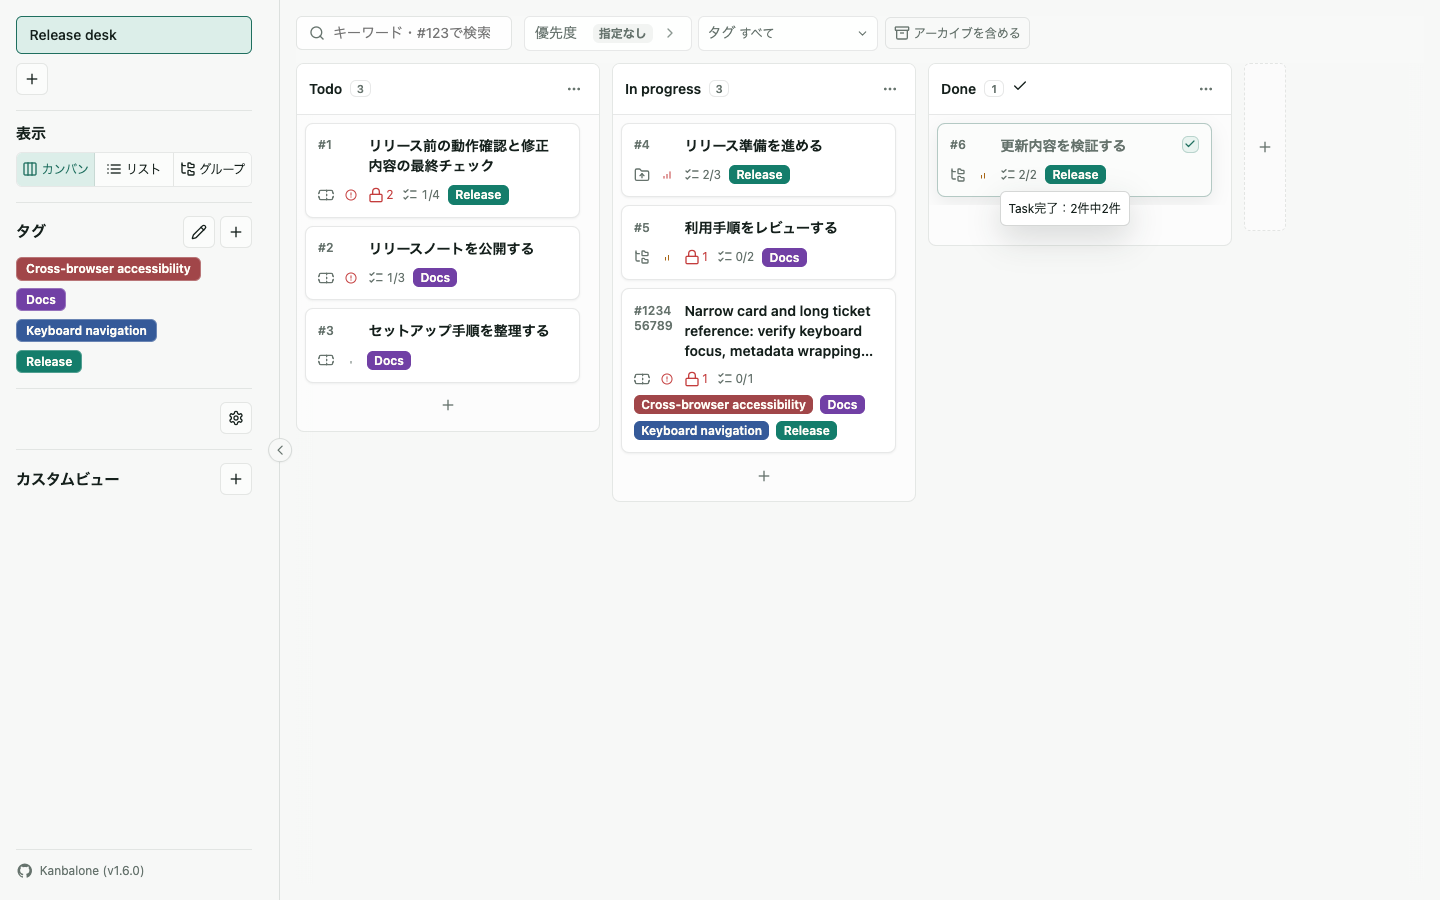 Release desk
表示
カンバン
リスト
グループ
タグ
Cross-browser accessibility
Docs
Keyboard navigation
Release
カスタムビュー
Kanbalone (v1.6.0)
キーワード・#123で検索
優先度 指定なし
タグ すべて
アーカイブを含める
Todo 3
#1 リリース前の動作確認と修正
内容の最終チェック
2 1/4 Release
#2 リリースノートを公開する
1/3 Docs
#3 セットアップ手順を整理する
Docs
In progress 3
#4 リリース準備を進める
2/3 Release
#5 利用手順をレビューする
1 0/2 Docs
#1234
56789
Narrow card and long ticket
reference: verify keyboard
focus, metadata wrapping...
1 0/1
Cross-browser accessibility Docs
Keyboard navigation Release
Done 1
#6 更新内容を検証する
2/2 Release
Task完了：2件中2件